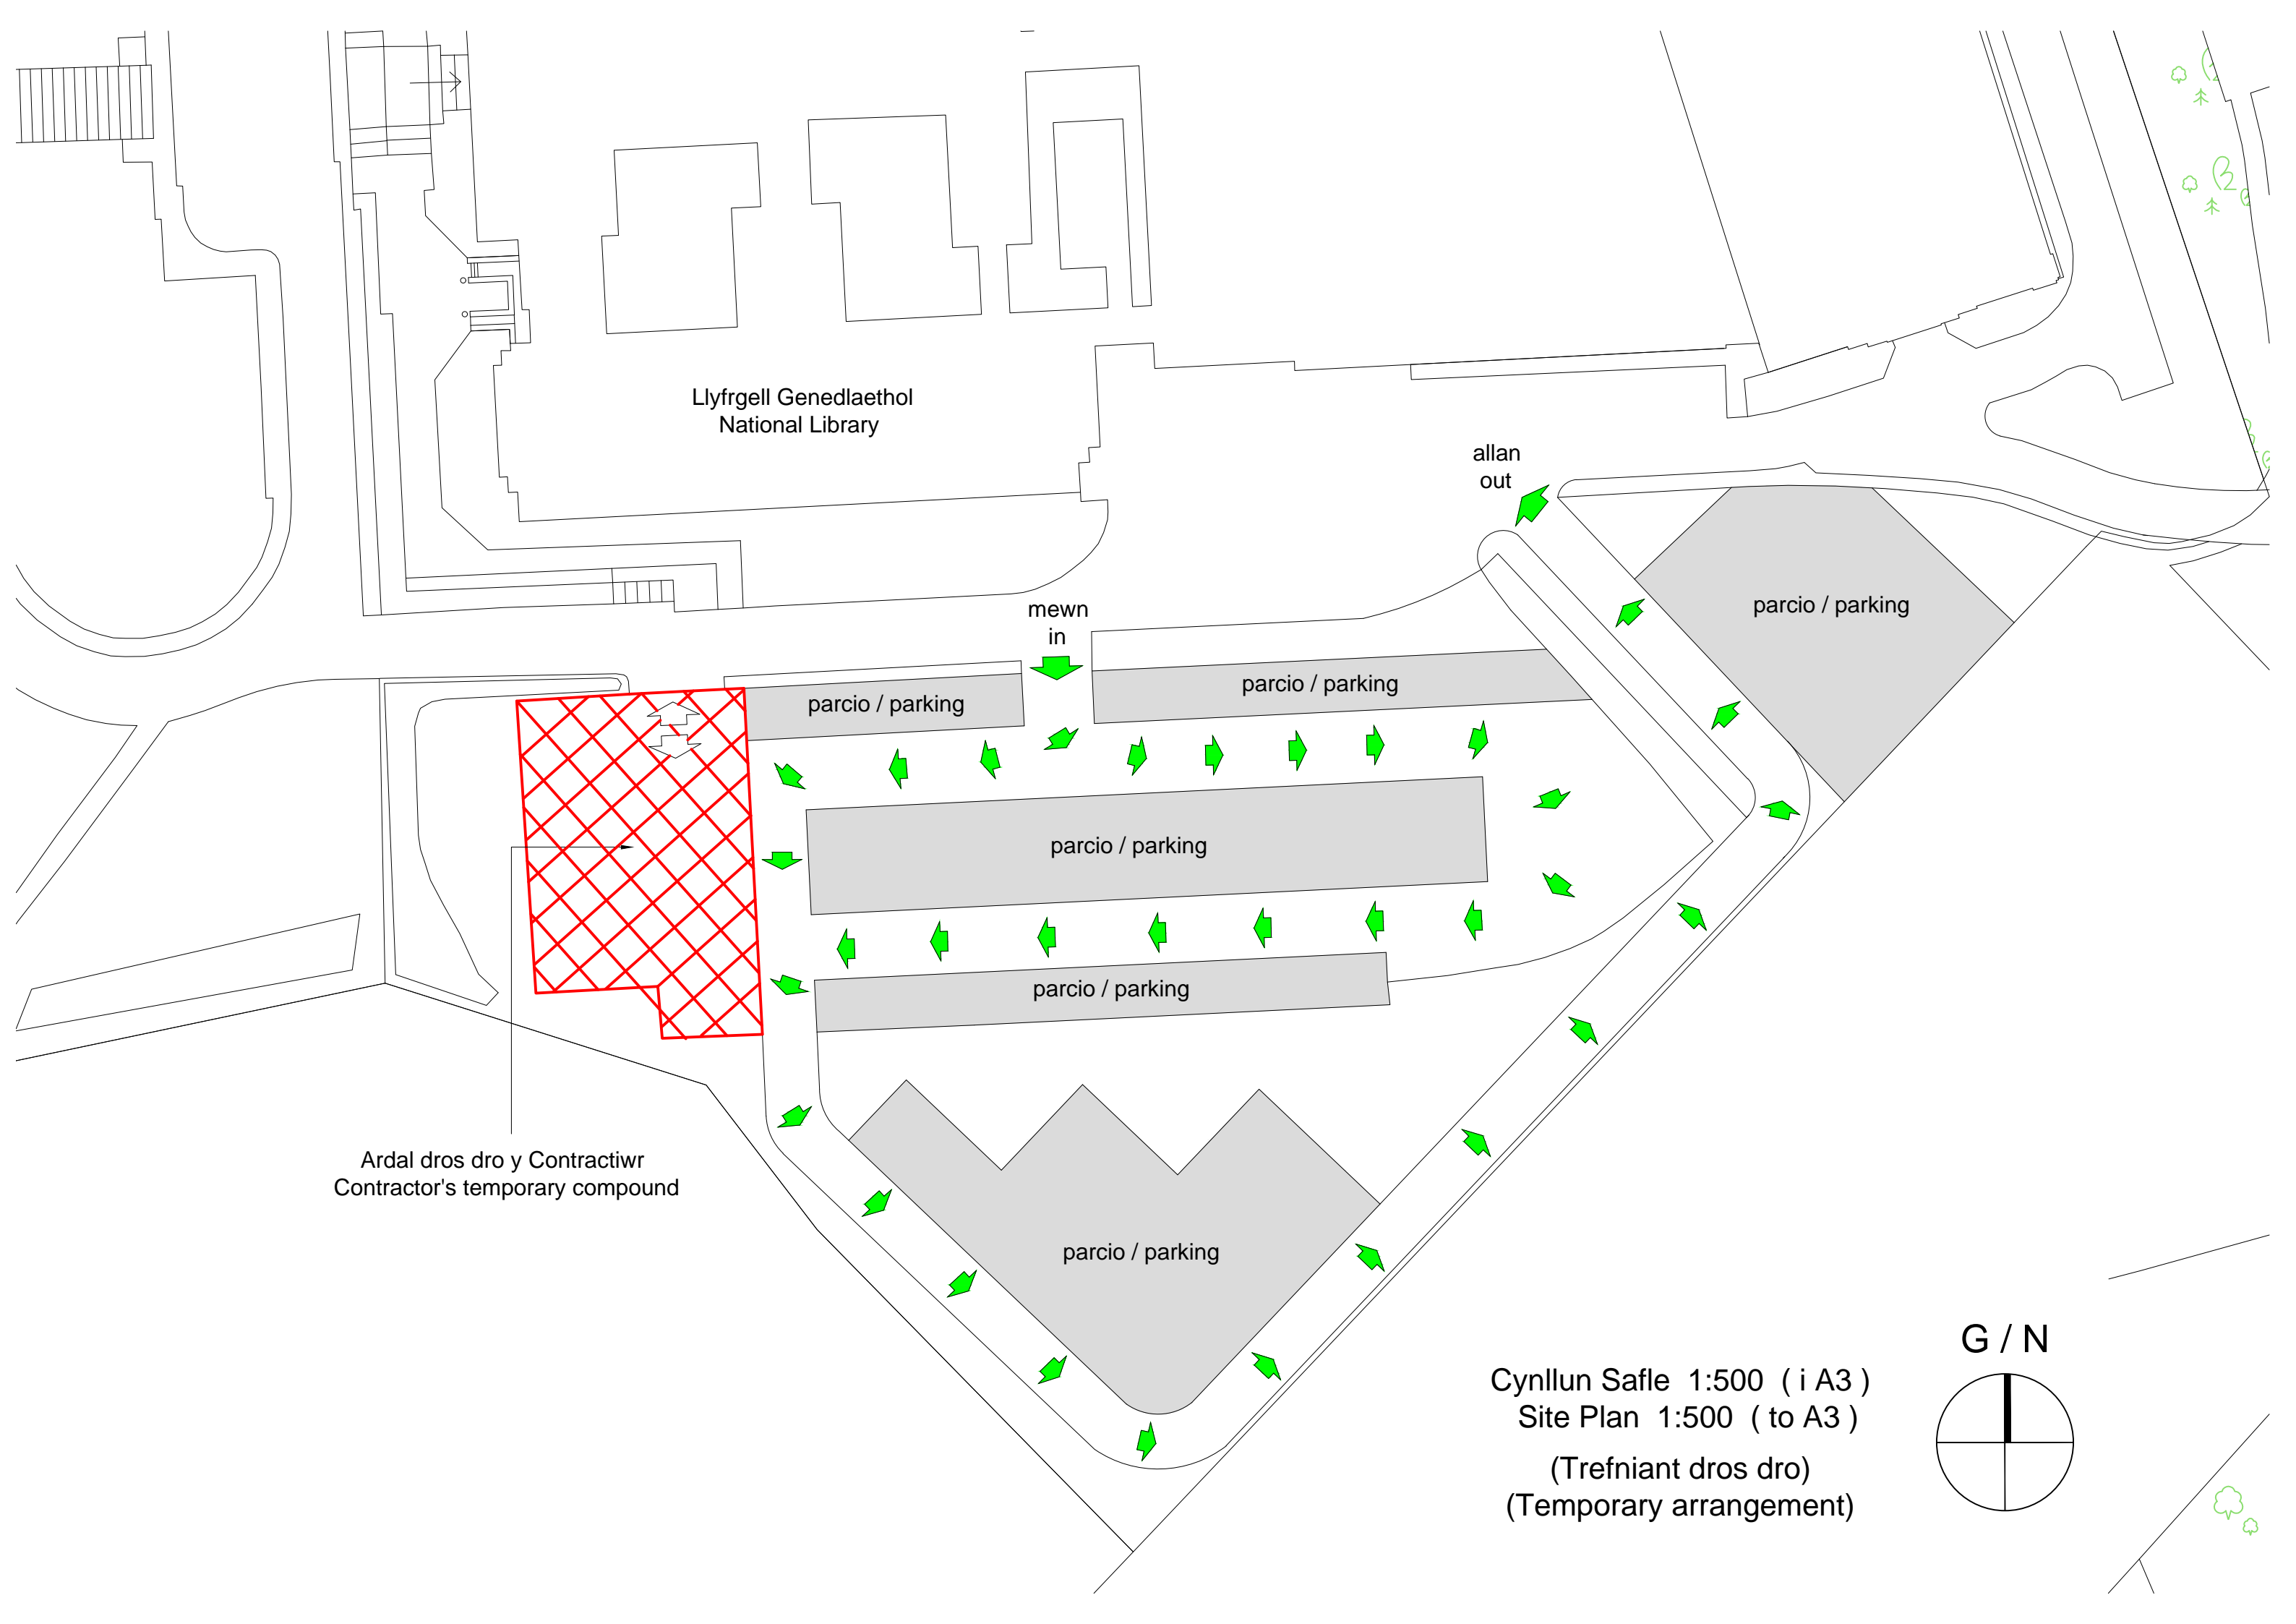 Llyfrgell Genedlaethol
National Library
allan
out
mewn
in
parcio / parking
parcio / parking
parcio / parking
parcio / parking
parcio / parking
Ardal dros dro y Contractiwr
Contractor's temporary compound
parcio / parking
G / N
Cynllun Safle 1:500 ( i A3 )
Site Plan 1:500 ( to A3 )
(Trefniant dros dro)
(Temporary arrangement)